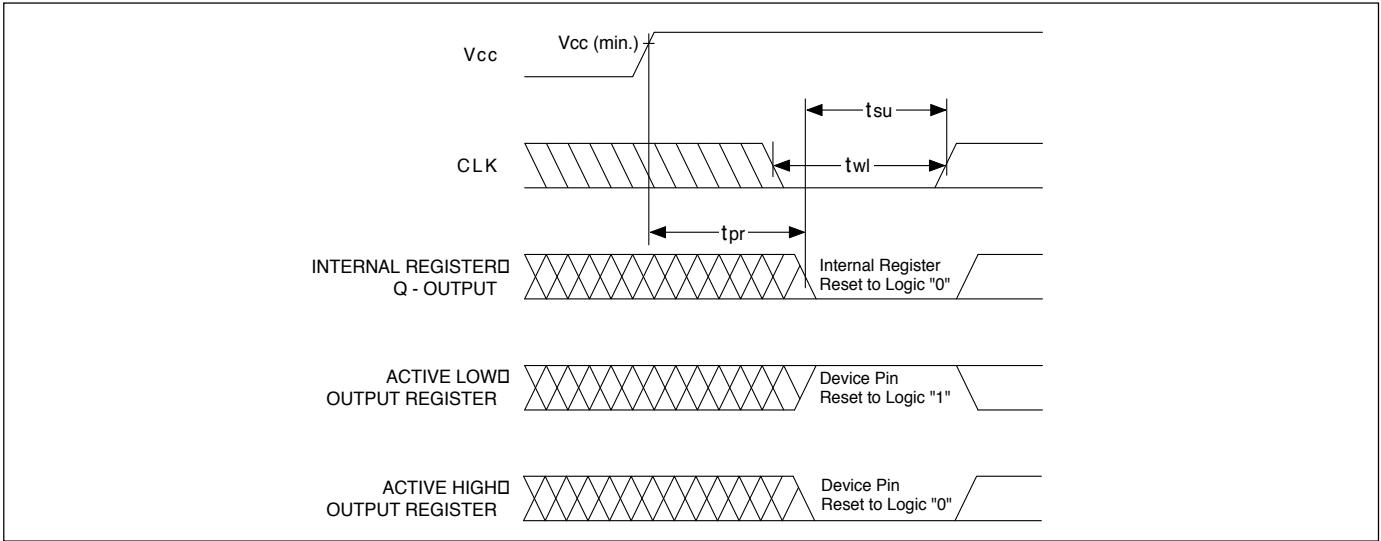 Vcc
Vcc (min.)
tsu
CLK
twl
tpr
INTERNAL REGISTER□
Q - OUTPUT
Internal Register
Reset to Logic "0"
ACTIVE LOW□
OUTPUT REGISTER
Device Pin
Reset to Logic "1"
ACTIVE HIGH□
OUTPUT REGISTER
Device Pin
Reset to Logic "0"